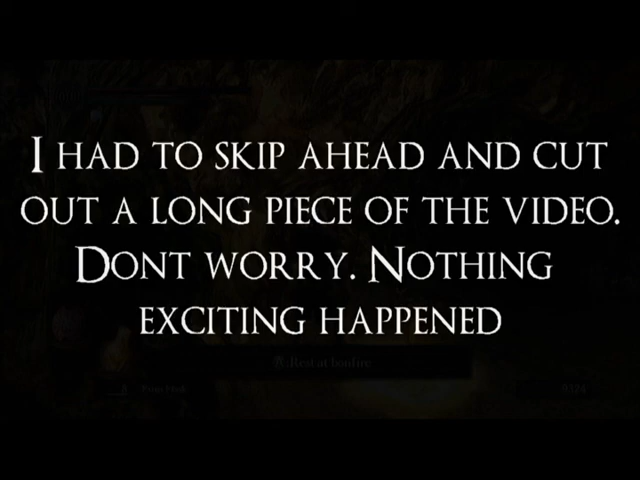 I HAD TO SKIP AHEAD AND CUT
OUT A LONG PIECE OF THE VIDEO.
DONT WORRY. NOTHING
EXCITING HAPPENED
Rest at bonfire
9324